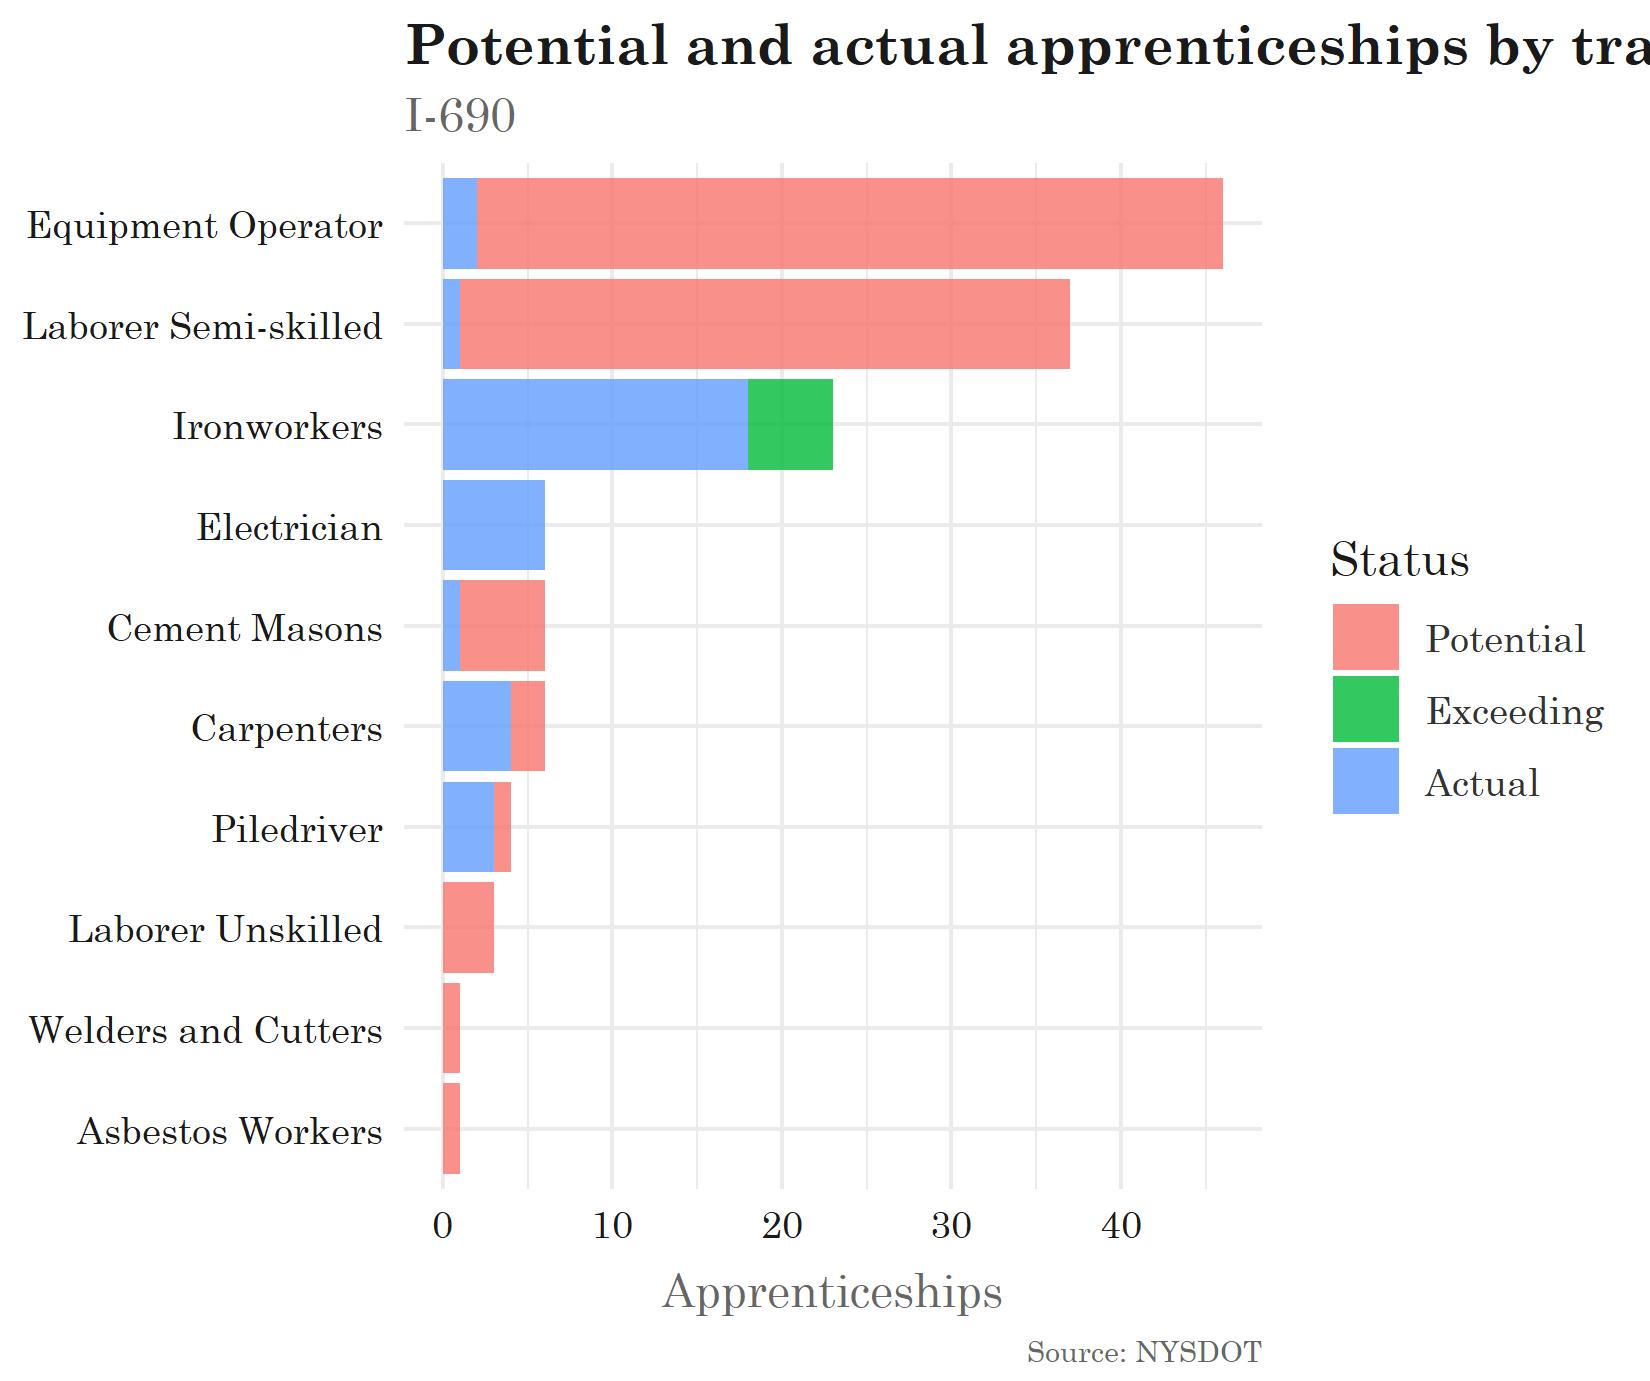 Potential and actual apprenticeships by tra
I-690
Equipment Operator
Laborer Semi-skilled
Ironworkers
Electrician
Cement Masons
Carpenters
Piledriver
Laborer Unskilled
Welders and Cutters
Asbestos Workers
0 10 20 30 40
Apprenticeships
Status
Potential
Exceeding
Actual
Source: NYSDOT